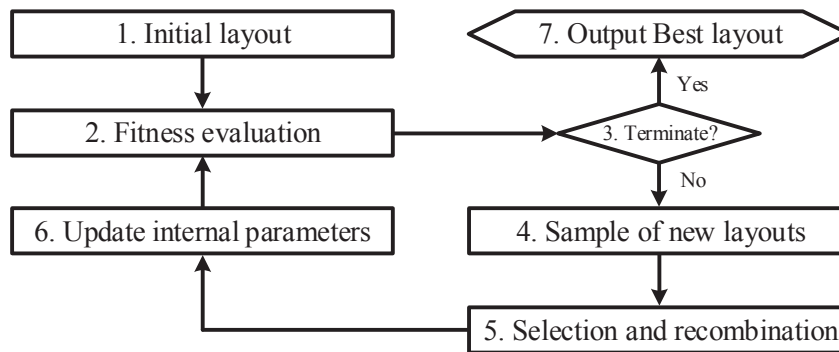 1. Initial layout
7. Output Best layout
Yes
2. Fitness evaluation
3. Terminate?
No
6. Update internal parameters
4. Sample of new layouts
5. Selection and recombination